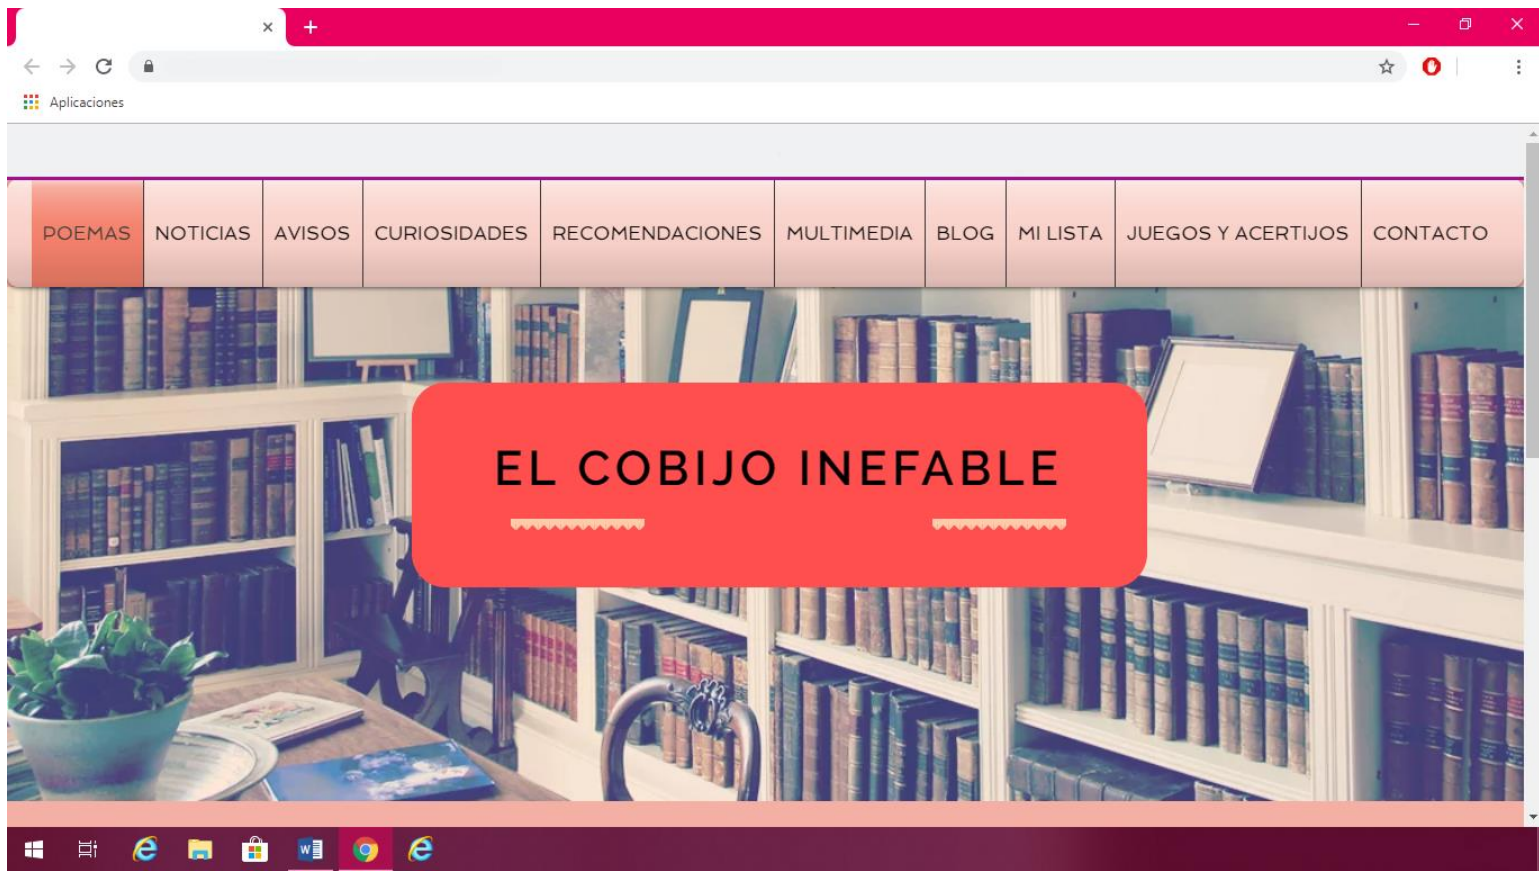 Aplicaciones
POEMAS NOTICIAS AVISOS CURIOSIDADES RECOMENDACIONES MULTIMEDIA BLOG MI LISTA JUEGOS Y ACERTIJOS CONTACTO
EL COBIJO INEFABLE